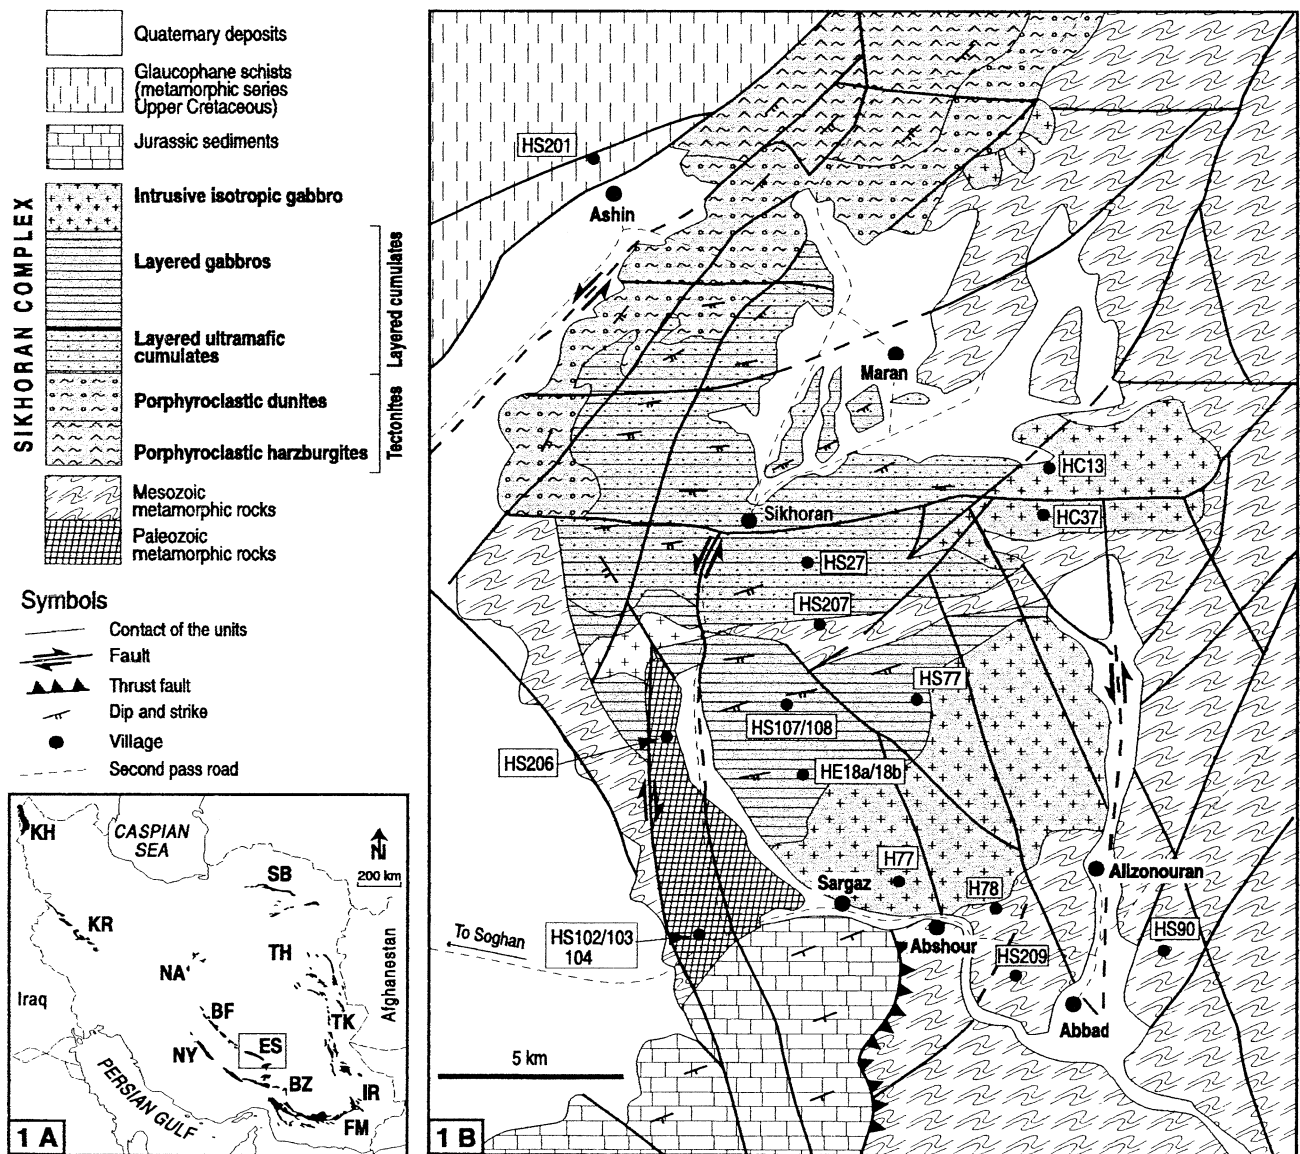 Quaternary deposits
Glaucophane schists
(metamorphic series
Upper Cretaceous)
Jurassic sediments
SIKHORAN COMPLEX
Intrusive isotropic gabbro
Layered gabbros
Layered ultramafic
cumulates
Layered cumulates
Porphyroclastic dunites
Porphyroclastic harzburgites
Tectonites
Mesozoic
metamorphic rocks
Paleozoic
metamorphic rocks
Symbols
Contact of the units
Fault
Thrust fault
Dip and strike
Village
Second pass road
KH
CASPIAN
SEA
N
200 km
SB
KR
TH
NA
Iraq
Afghanestan
BF
TK
NY
ES
BZ
IR
PERSIAN GULF
FM
1 A
HS201
Ashin
Maran
HC13
Sikhoran
HC37
HS27
HS207
HS77
HS107/108
HS206
HE18a/18b
H77
Sargaz
H78
Alizonouran
To Soghan
HS102/103
104
Abshour
HS90
HS209
Abbad
5 km
1 B